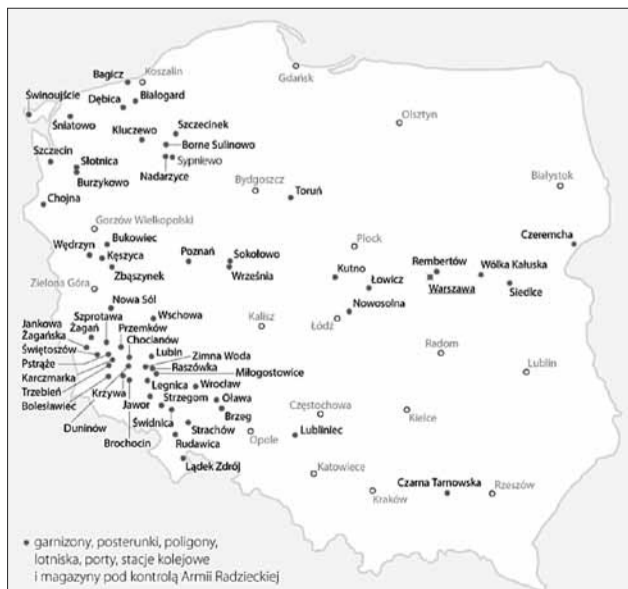 Bagicz
Koszalin
Gdańsk
Świnoujście
Dębica
Białogard
Śniatowo
Kluczewo
Szczecinek
Olsztyn
Borne Sulinowo
Szczecin
Słotnica
Sypniewo
Burzykowo
Nadarzyce
Bydgoszcz
Toruń
Białystok
Chojna
Gorzów Wielkopolski
Bukowiec
Płock
Czeremcha
Wędrzyn
Kęszyca
Poznań
Sokołowo
Kutno
Rembertów
Wólka Kałuska
Zbąszynek
Września
Łowicz
Warszawa
Siedlce
Zielona Góra
Nowa Sól
Nowosolna
Szprotawa
Wschowa
Kalisz
Łódź
Jankowa
Żagańska
Żagań
Przemków
Chocianów
Radom
Świętoszów
Lubin
Zimna Woda
Pstrąże
Raszówka
Lublin
Karczmarka
Miłogostowice
Trzebień
Legnica
Wrocław
Bolesławiec
Krzywa
Strzegom
Oława
Częstochowa
Kielce
Jawor
Brzeg
Duninów
Świdnica
Strachów
Opole
Lubliniec
Brochocin
Rudawica
Lądek Zdrój
Katowice
Czarna Tarnowska
Rzeszów
Kraków
garnizony, posterunki, poligony,
lotniska, porty, stacje kolejowe
i magazyny pod kontrolą Armii Radzieckiej